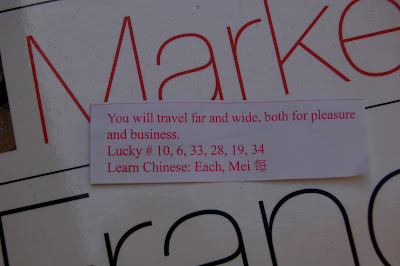 Marke
You will travel far and wide, both for pleasure
and business.
Lucky # 10, 6, 33, 28, 19, 34
Learn Chinese: Each, Mei 每
Franc